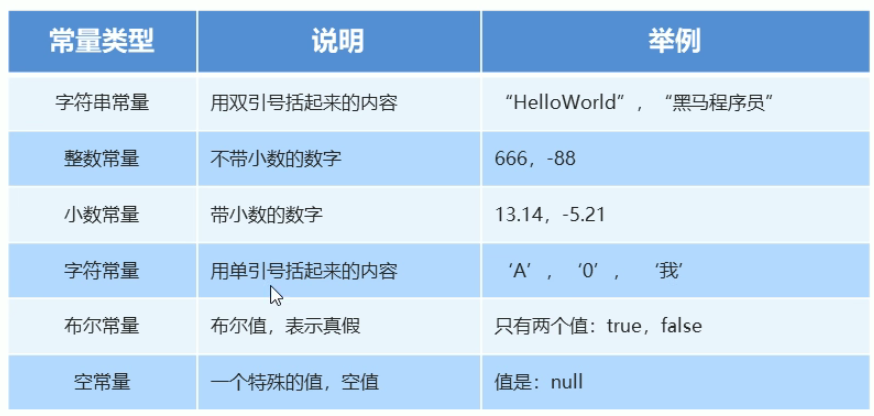 常量类型 说明 举例
字符串常量 用双引号括起来的内容 “HelloWorld”，“黑马程序员”
整数常量 不带小数的数字 666，-88
小数常量 带小数的数字 13.14，-5.21
字符常量 用单引号括起来的内容 ‘A’，‘0’，‘我’
布尔常量 布尔值，表示真假 只有两个值：true，false
空常量 一个特殊的值，空值 值是：null